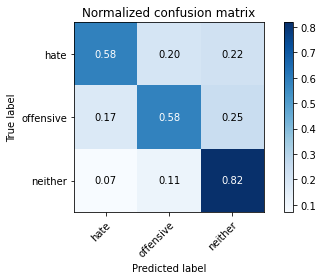 Normalized confusion matrix
hate 0.58 0.20 0.22
offensive 0.17 0.58 0.25
neither 0.07 0.11 0.82
hate offensive neither
True label
Predicted label
0.8
0.7
0.6
0.5
0.4
0.3
0.2
0.1